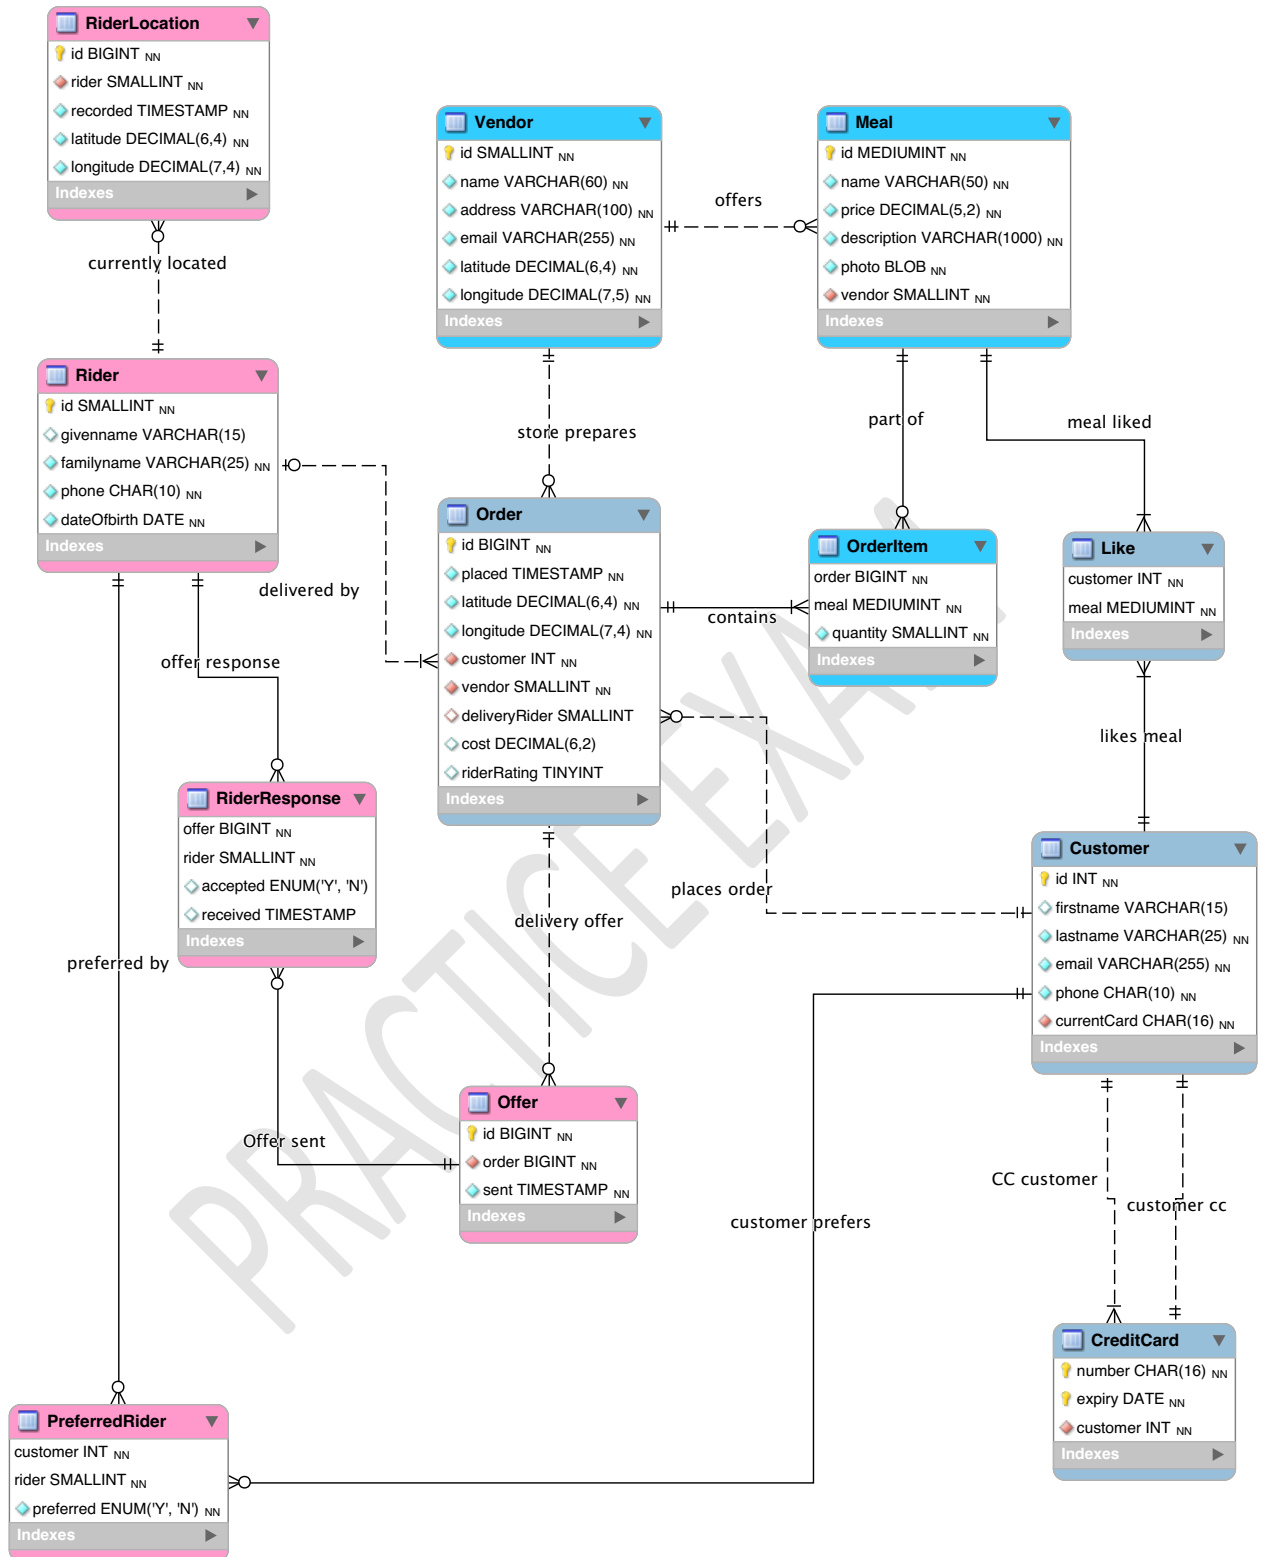 RiderLocation
id BIGINT NN
rider SMALLINT NN
recorded TIMESTAMP NN
latitude DECIMAL(6,4) NN
longitude DECIMAL(7,4) NN
Indexes
currently located
Vendor
id SMALLINT NN
name VARCHAR(60) NN
address VARCHAR(100) NN
email VARCHAR(255) NN
latitude DECIMAL(6,4) NN
longitude DECIMAL(7,5) NN
Indexes
offers
Meal
id MEDIUMINT NN
name VARCHAR(50) NN
price DECIMAL(5,2) NN
description VARCHAR(1000) NN
photo BLOB NN
vendor SMALLINT NN
Indexes
Rider
id SMALLINT NN
givenname VARCHAR(15)
familyname VARCHAR(25) NN
phone CHAR(10) NN
dateOfbirth DATE NN
Indexes
store prepares
part of
meal liked
delivered by
offer response
Order
id BIGINT NN
placed TIMESTAMP NN
latitude DECIMAL(6,4) NN
longitude DECIMAL(7,4) NN
customer INT NN
vendor SMALLINT NN
deliveryRider SMALLINT
cost DECIMAL(6,2)
riderRating TINYINT
Indexes
contains
OrderItem
order BIGINT NN
meal MEDIUMINT NN
quantity SMALLINT NN
Indexes
Like
customer INT NN
meal MEDIUMINT NN
Indexes
likes meal
RiderResponse
offer BIGINT NN
rider SMALLINT NN
accepted ENUM('Y', 'N')
received TIMESTAMP
Indexes
preferred by
delivery offer
places order
Customer
id INT NN
firstname VARCHAR(15)
lastname VARCHAR(25) NN
email VARCHAR(255) NN
phone CHAR(10) NN
currentCard CHAR(16) NN
Indexes
Offer sent
Offer
id BIGINT NN
order BIGINT NN
sent TIMESTAMP NN
Indexes
customer prefers
CC customer
customer cc
CreditCard
number CHAR(16) NN
expiry DATE NN
customer INT NN
Indexes
PreferredRider
customer INT NN
rider SMALLINT NN
preferred ENUM('Y', 'N') NN
Indexes
PRACTICE EXAM